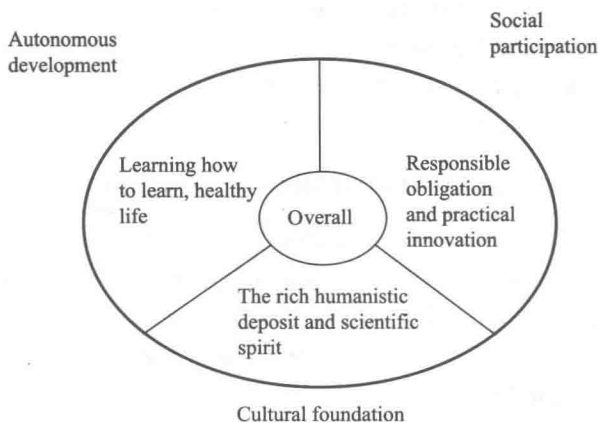 Autonomous
development
Social
participation
Learning how
to learn, healthy
life
Overall
Responsible
obligation
and practical
innovation
The rich humanistic
deposit and scientific
spirit
Cultural foundation